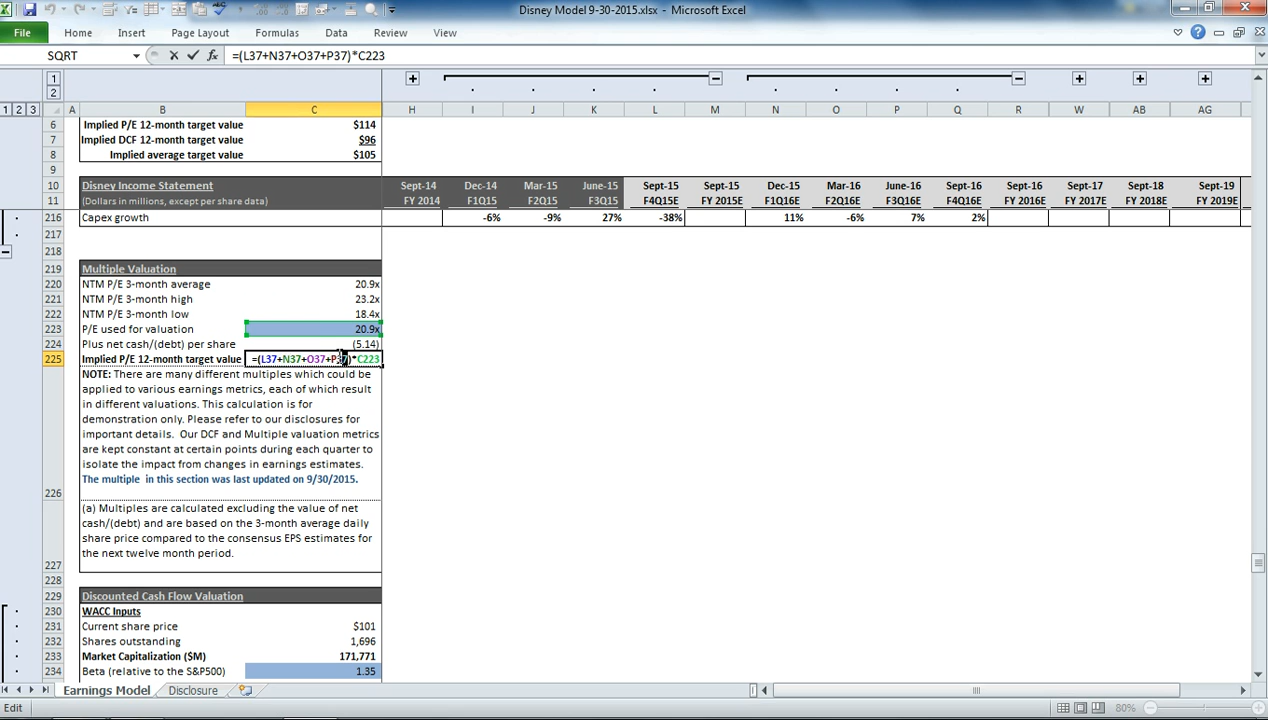 Disney Model 9-30-2015.xlsx - Microsoft Excel
File Home Insert Page Layout Formulas Data Review View
SQRT =(L37+N37+O37+P37)*C223
1
2
1 2 3 A B C H I J K L M N O P Q R W AB AG
6 Implied P/E 12-month target value $114
7 Implied DCF 12-month target value $96
8 Implied average target value $105
9
10 Disney Income Statement Sept-14 Dec-14 Mar-15 June-15 Sept-15 Sept-15 Dec-15 Mar-16 June-16 Sept-16 Sept-16 Sept-17 Sept-18 Sept-19
11 (Dollars in millions, except per share data) FY 2014 F1Q15 F2Q15 F3Q15 F4Q15E FY 2015E F1Q16E F2Q16E F3Q16E F4Q16E FY 2016E FY 2017E FY 2018E FY 2019E
216 Capex growth -6% -9% 27% -38% 11% -6% 7% 2%
217
218
219 Multiple Valuation
220 NTM P/E 3-month average 20.9x
221 NTM P/E 3-month high 23.2x
222 NTM P/E 3-month low 18.4x
223 P/E used for valuation 20.9x
224 Plus net cash/(debt) per share (5.14)
225 Implied P/E 12-month target value =(L37+N37+O37+P37)*C223
NOTE: There are many different multiples which could be
applied to various earnings metrics, each of which result
in different valuations. This calculation is for
demonstration only. Please refer to our disclosures for
important details. Our DCF and Multiple valuation metrics
are kept constant at certain points during each quarter to
isolate the impact from changes in earnings estimates.
The multiple in this section was last updated on 9/30/2015.
226
(a) Multiples are calculated excluding the value of net
cash/(debt) and are based on the 3-month average daily
share price compared to the consensus EPS estimates for
the next twelve month period.
227
228
229 Discounted Cash Flow Valuation
230 WACC Inputs
231 Current share price $101
232 Shares outstanding 1,696
233 Market Capitalization ($M) 171,771
234 Beta (relative to the S&P500) 1.35
Earnings Model Disclosure
Edit 80%